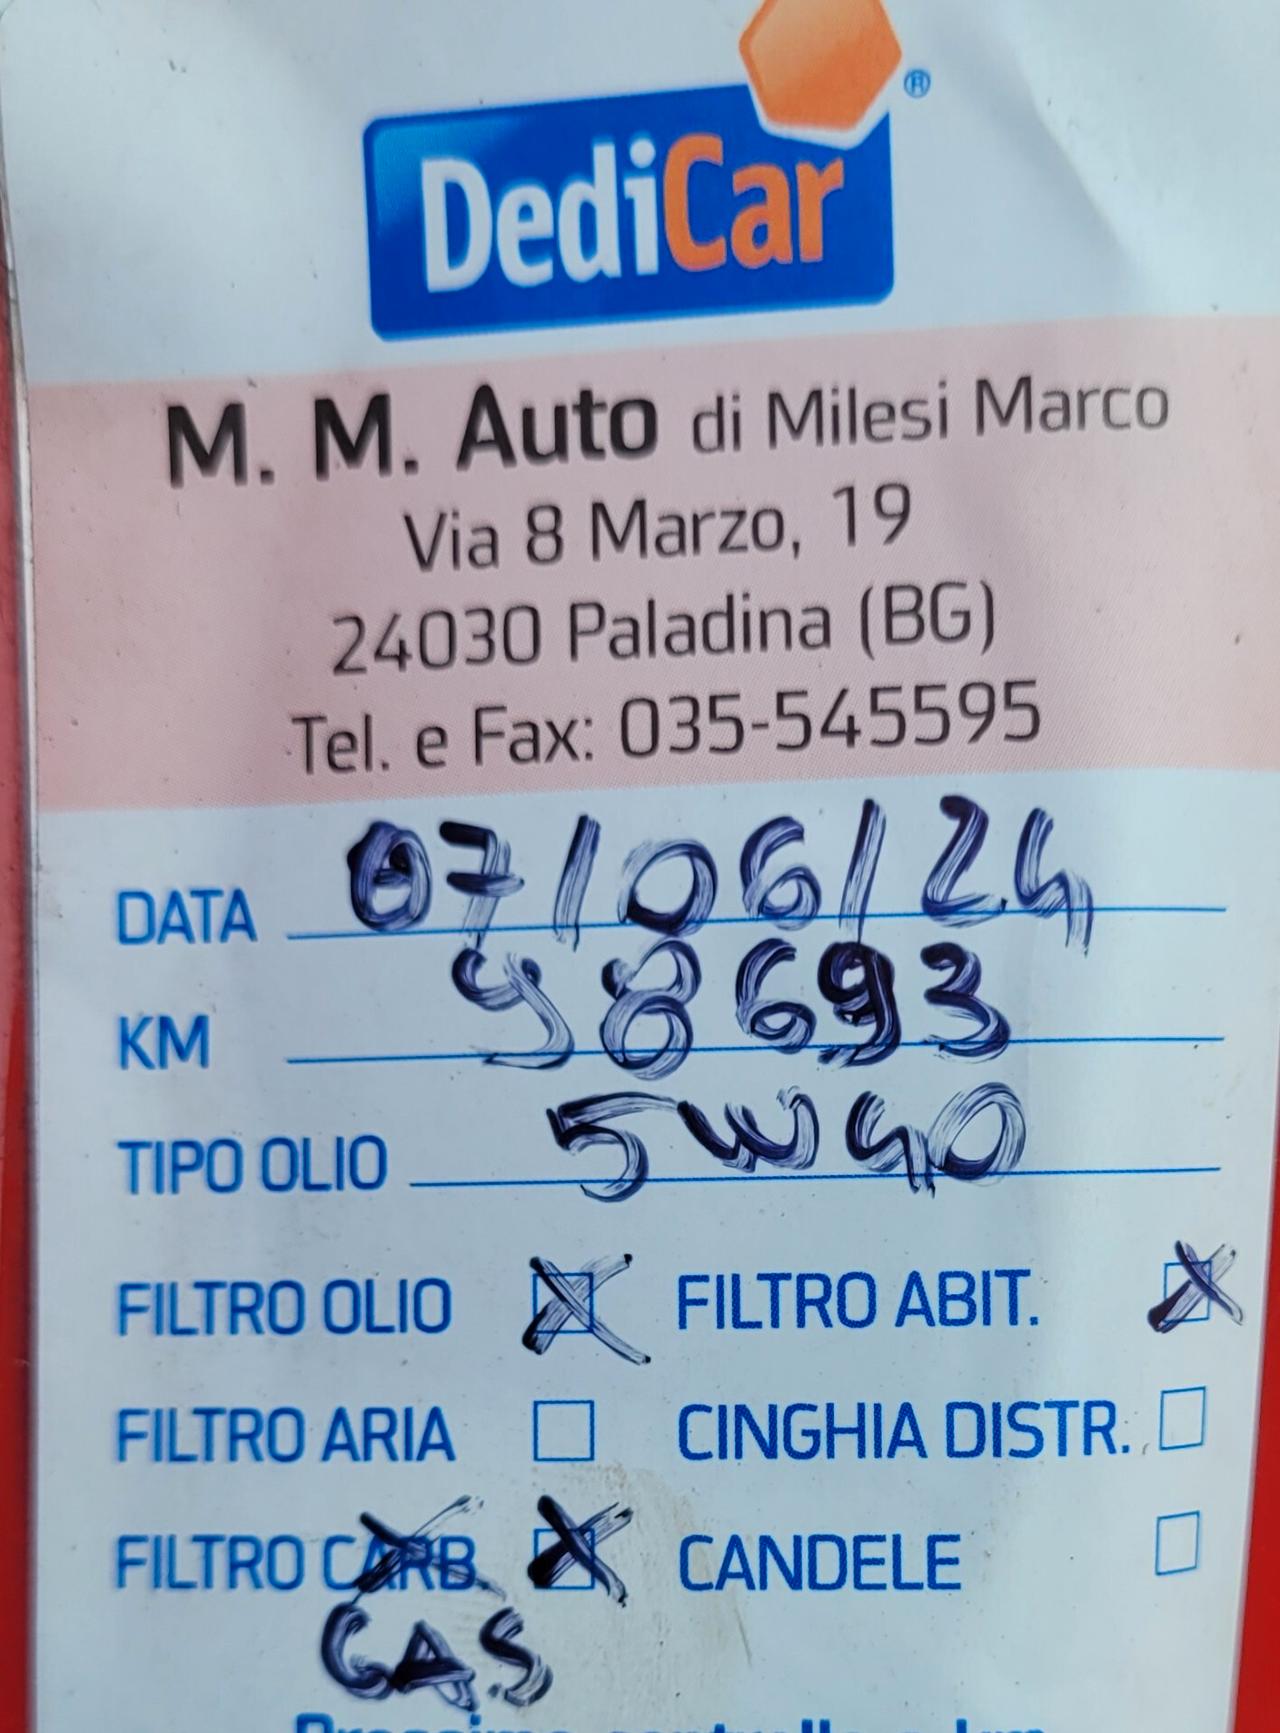 DediCar®
M. M. Auto di Milesi Marco
Via 8 Marzo, 19
24030 Paladina (BG)
Tel. e Fax: 035-545595
DATA 07/06/24
KM 98693
TIPO OLIO 5W40
FILTRO OLIO X FILTRO ABIT. X
FILTRO ARIA CINGHIA DISTR.
FILTRO CARB. X CANDELE
GAS